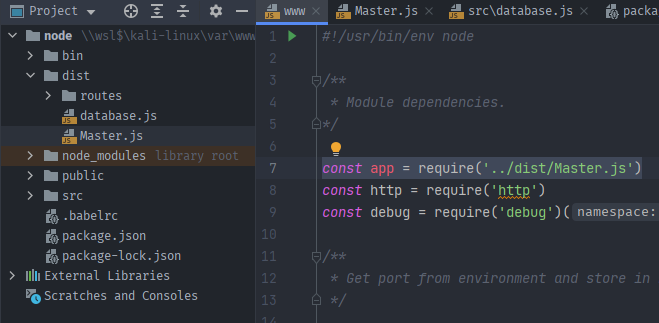 Project
www
Master.js
src\database.js
packa
node \\wsl$\kali-linux\var\www
bin
dist
routes
database.js
Master.js
node_modules library root
public
src
.babelrc
package.json
package-lock.json
External Libraries
Scratches and Consoles
1 #!/usr/bin/env node
2
3 /**
4 * Module dependencies.
5 */
6
7 const app = require('../dist/Master.js')
8 const http = require('http')
9 const debug = require('debug')( namespace:
10
11 /**
12 * Get port from environment and store in
13 */
14